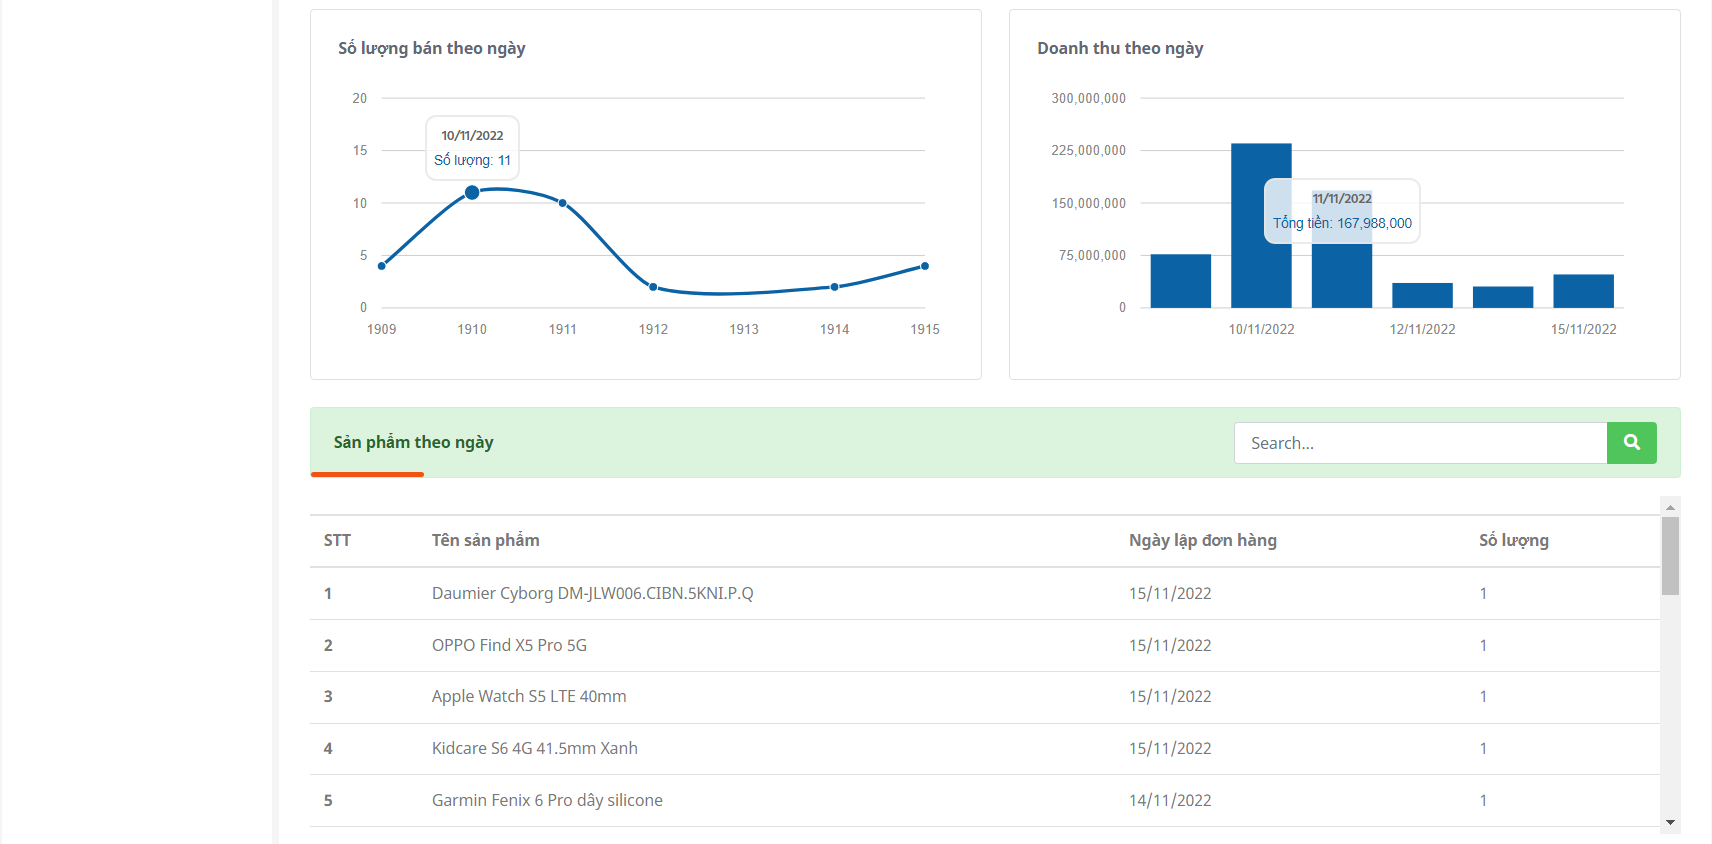 Số lượng bán theo ngày
20
15
10
5
0
10/11/2022
Số lượng: 11
1909 1910 1911 1912 1913 1914 1915
Doanh thu theo ngày
300,000,000
225,000,000
150,000,000
75,000,000
0
11/11/2022
Tổng tiền: 167,988,000
10/11/2022 12/11/2022 15/11/2022
Sản phẩm theo ngày
Search...
STT Tên sản phẩm Ngày lập đơn hàng Số lượng
1 Daumier Cyborg DM-JLW006.CIBN.5KNI.P.Q 15/11/2022 1
2 OPPO Find X5 Pro 5G 15/11/2022 1
3 Apple Watch S5 LTE 40mm 15/11/2022 1
4 Kidcare S6 4G 41.5mm Xanh 15/11/2022 1
5 Garmin Fenix 6 Pro dây silicone 14/11/2022 1